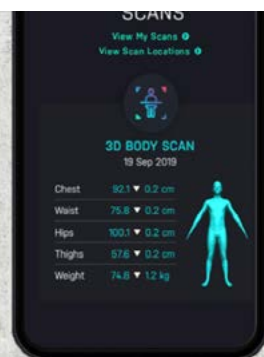 SCANS
View My Scans
View Scan Locations
3D BODY SCAN
19 Sep 2019
Chest 92.1 ▼ 0.2 cm
Waist 75.8 ▼ 0.2 cm
Hips 100.1 ▼ 0.2 cm
Thighs 57.6 ▼ 0.2 cm
Weight 74.8 ▼ 1.2 kg